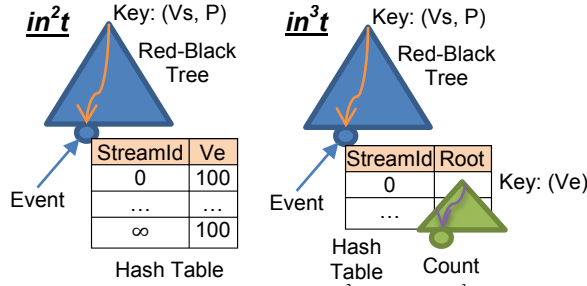 in²t
Key: (Vs, P)
Red-Black
Tree
StreamId Ve
0 100
... ...
∞ 100
Event
Hash Table
in³t
Key: (Vs, P)
Red-Black
Tree
StreamId Root
0
...
Key: (Ve)
Event
Hash
Table
Count